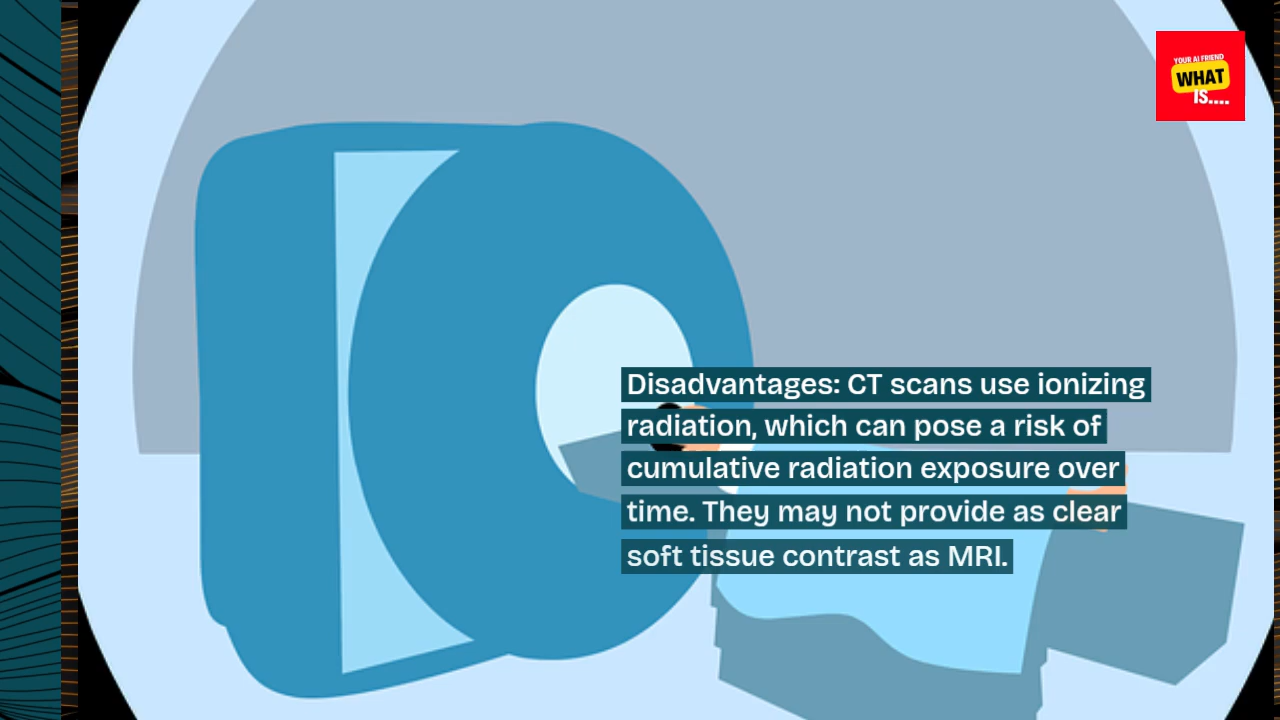 YOUR AI FRIEND
WHAT
IS....
Disadvantages: CT scans use ionizing
radiation, which can pose a risk of
cumulative radiation exposure over
time. They may not provide as clear
soft tissue contrast as MRI.